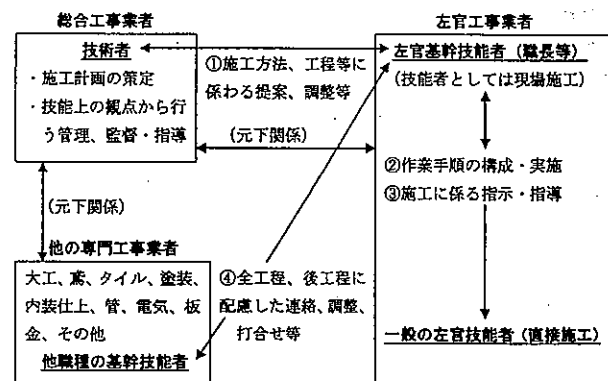 総合工事業者
技術者
・施工計画の策定
・技能上の観点から行
う管理、監督・指導
①施工方法、工程等に
係わる提案、調整等
(元下関係)
左官工事業者
左官基幹技能者（職長等）
(技能者としては現場施工)
②作業手順の構成・実施
③施工に係る指示・指導
一般の左官技能者（直接施工）
(元下関係)
他の専門工事業者
大工、鳶、タイル、塗装、
内装仕上、管、電気、板
金、その他
他職種の基幹技能者
④全工程、後工程に
配慮した連絡、調整、
打合せ等